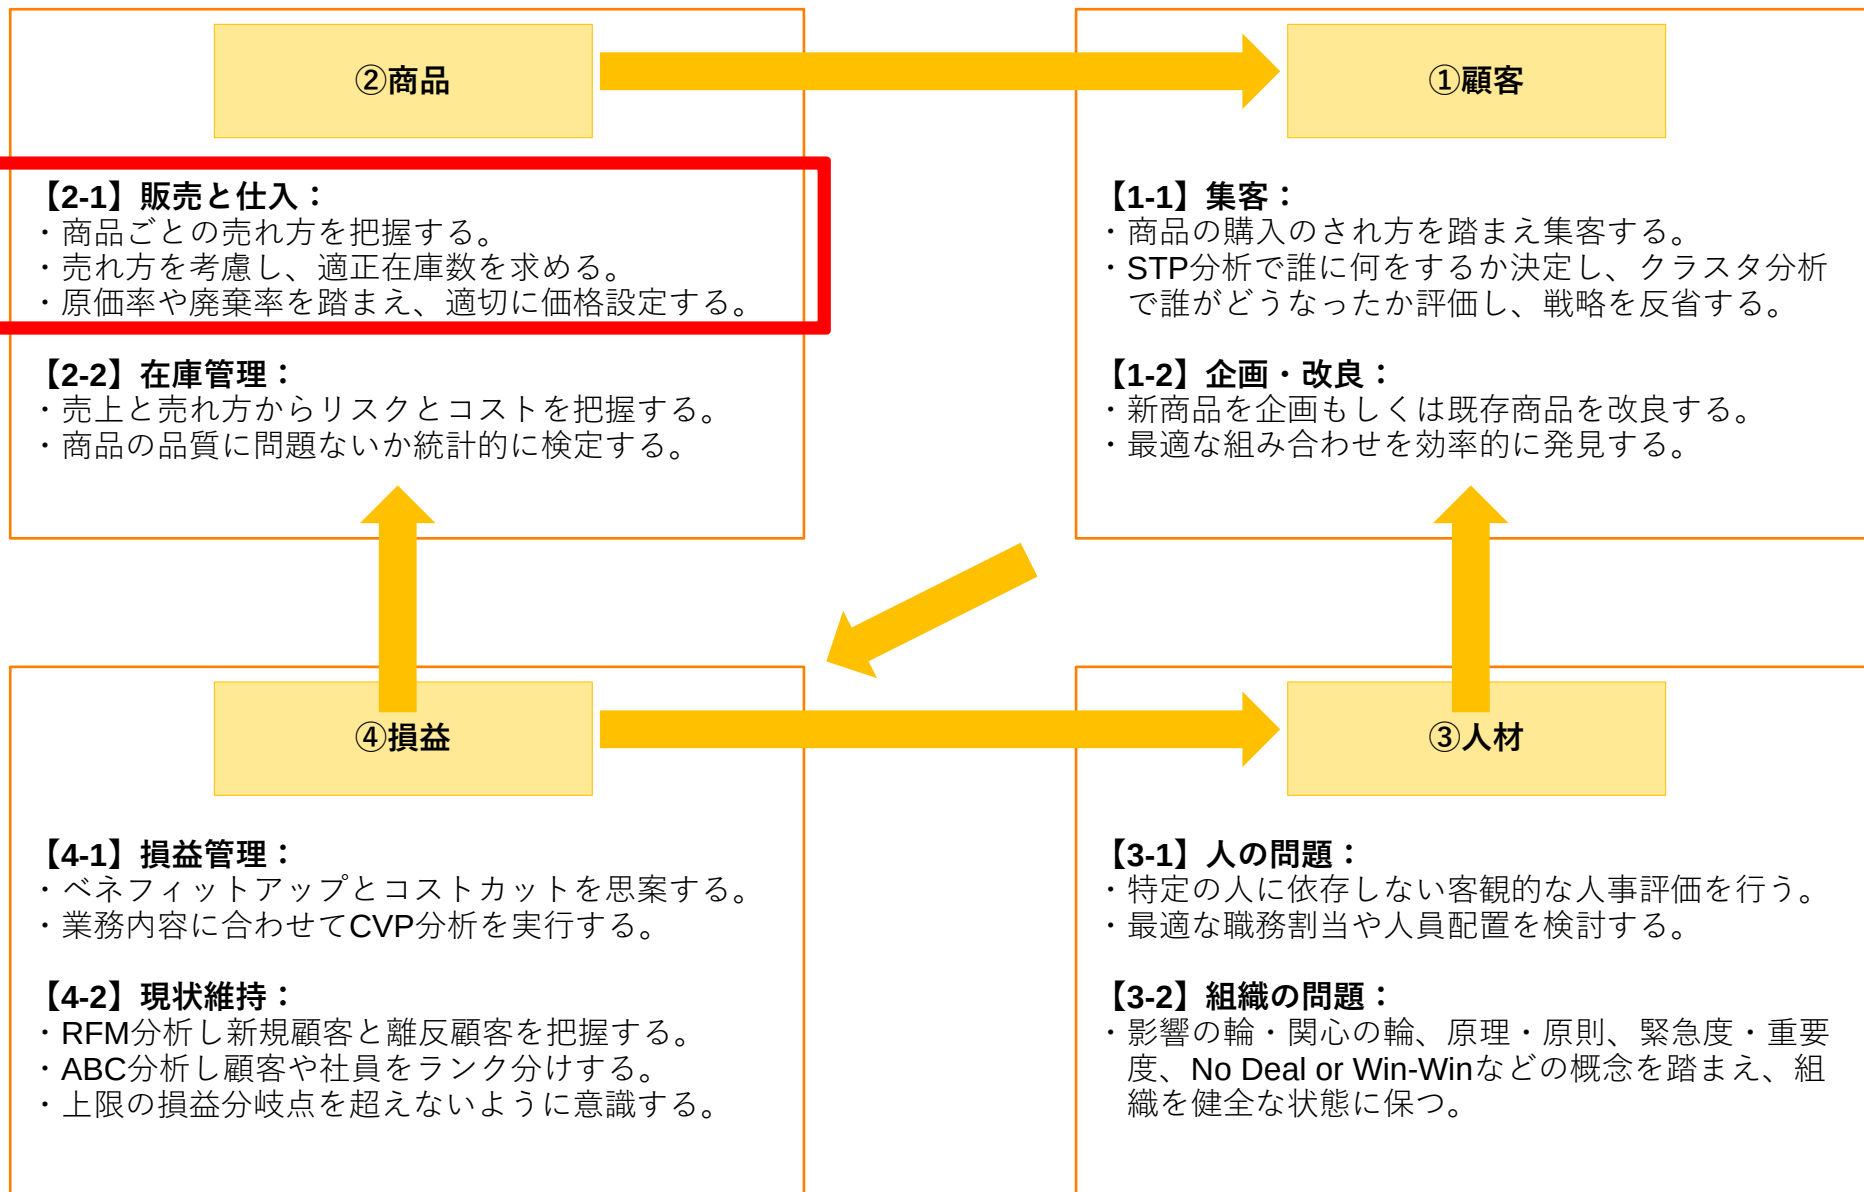 ②商品
【2-1】販売と仕入：
・商品ごとの売れ方を把握する。
・売れ方を考慮し、適正在庫数を求める。
・原価率や廃棄率を踏まえ、適切に価格設定する。
【2-2】在庫管理：
・売上と売れ方からリスクとコストを把握する。
・商品の品質に問題ないか統計的に検定する。
①顧客
【1-1】集客：
・商品の購入のされ方を踏まえ集客する。
・STP分析で誰に何をするか決定し、クラスタ分析
で誰がどうなったか評価し、戦略を反省する。
【1-2】企画・改良：
・新商品を企画もしくは既存商品を改良する。
・最適な組み合わせを効率的に発見する。
④損益
【4-1】損益管理：
・ベネフィットアップとコストカットを思案する。
・業務内容に合わせてCVP分析を実行する。
【4-2】現状維持：
・RFM分析し新規顧客と離反顧客を把握する。
・ABC分析し顧客や社員をランク分けする。
・上限の損益分岐点を超えないように意識する。
③人材
【3-1】人の問題：
・特定の人に依存しない客観的な人事評価を行う。
・最適な職務割当や人員配置を検討する。
【3-2】組織の問題：
・影響の輪・関心の輪、原理・原則、緊急度・重要
度、No Deal or Win-Winなどの概念を踏まえ、組
織を健全な状態に保つ。